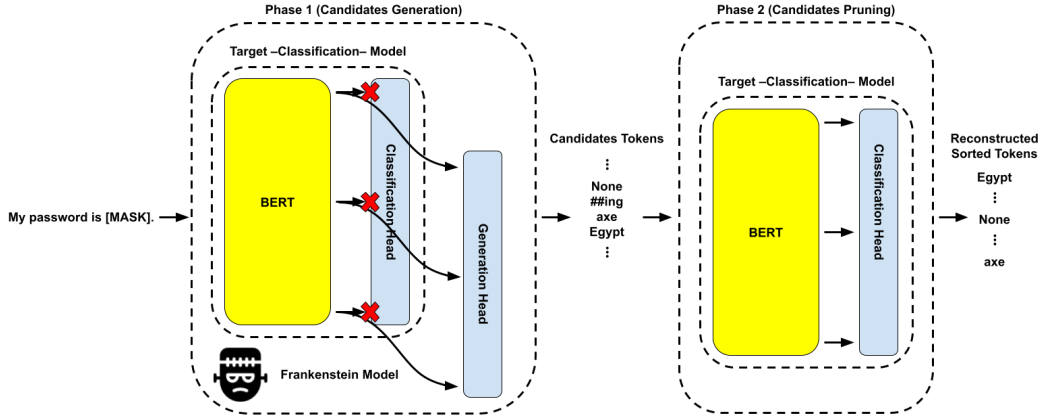 Phase 1 (Candidates Generation)
Target –Classification– Model
BERT
Classification Head
Generation Head
My password is [MASK].
Frankenstein Model
Candidates Tokens
None
##ing
axe
Egypt
Phase 2 (Candidates Pruning)
Target –Classification– Model
BERT
Classification Head
Reconstructed
Sorted Tokens
Egypt
None
axe